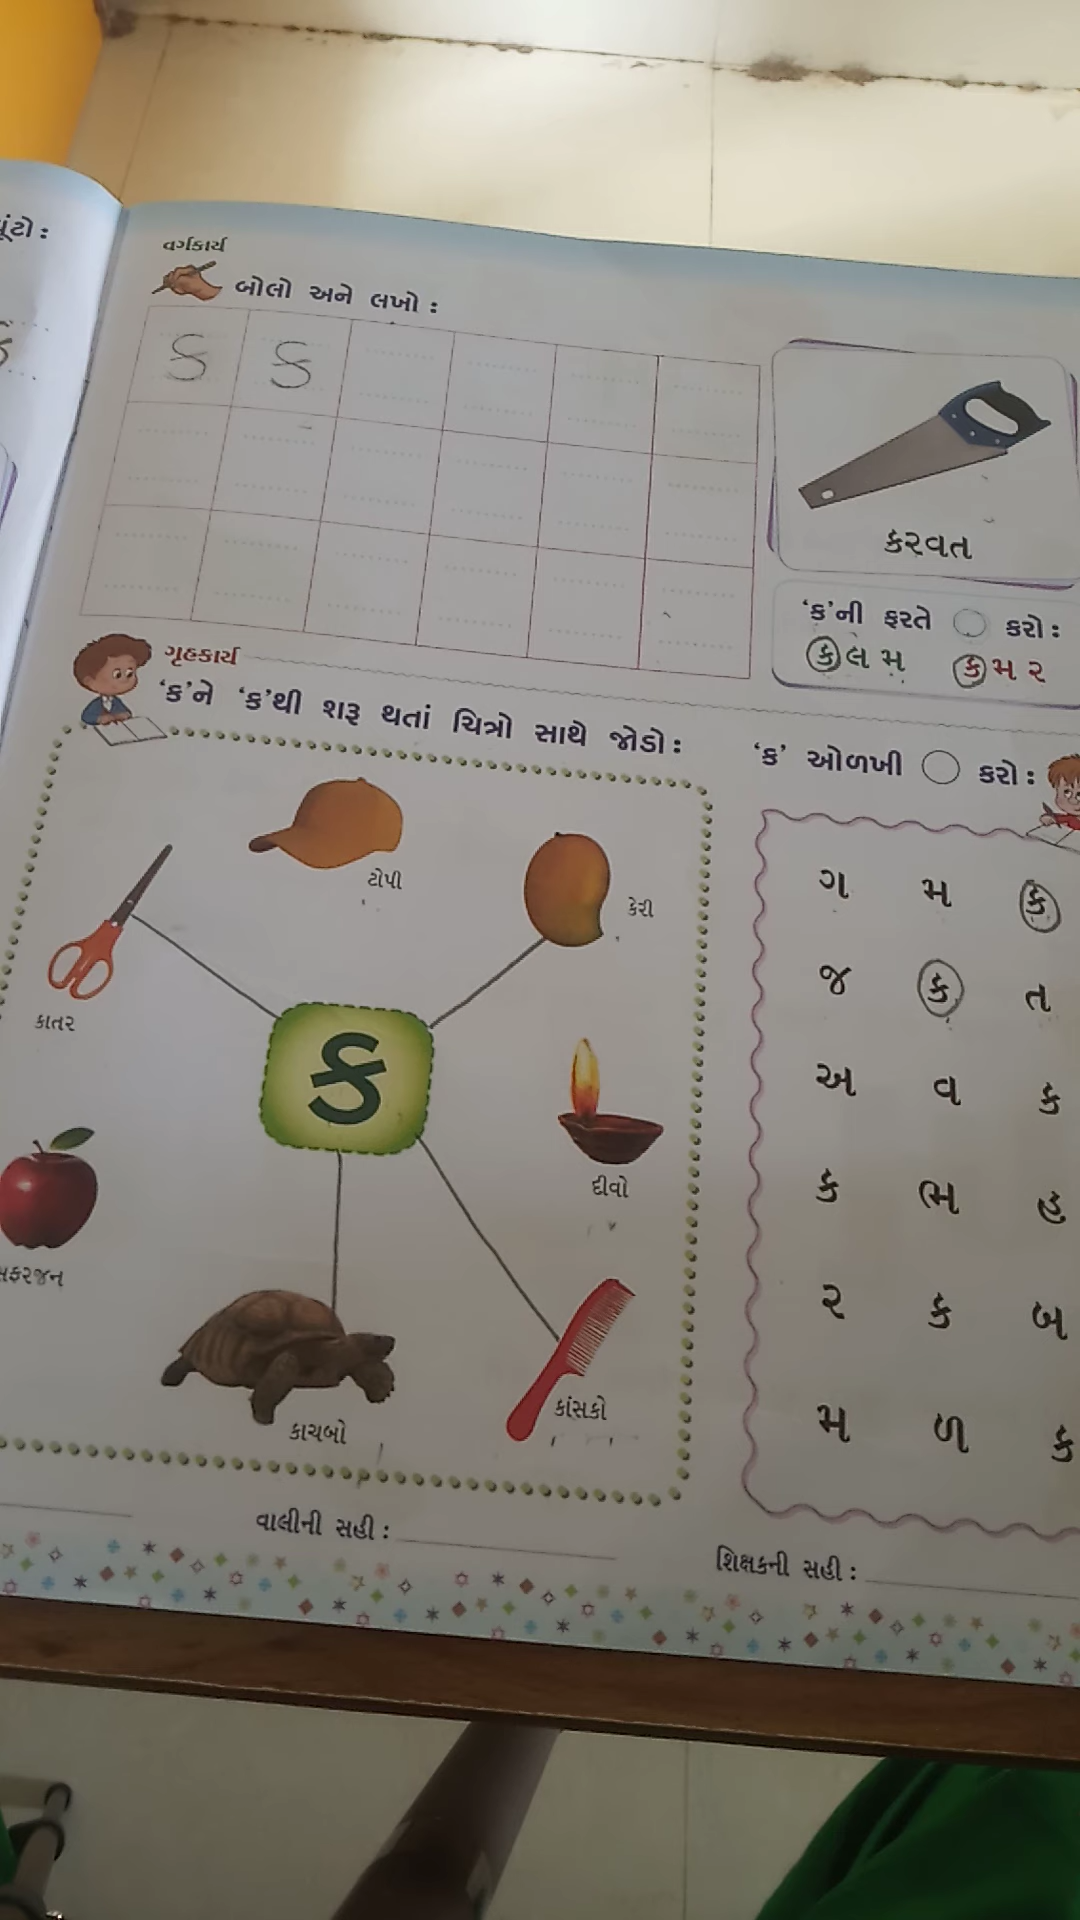 વર્ગકાર્ય
બોલો અને લખો :
ક ક
કરવત
‘ક’ની ફરતે ◯ કરો :
કલમ કમર
ગૃહકાર્ય
‘ક’ને ‘ક’થી શરૂ થતાં ચિત્રો સાથે જોડો :
ટોપી
કેરી
કાતર
ક
દીવો
સફરજન
કાંસકો
કાચબો
‘ક’ ઓળખી ◯ કરો :
ગ મ ક
જ ક ત
અ વ ક
ક ભ હ
ર ક બ
મ ળ ક
વાલીની સહી :
શિક્ષકની સહી :